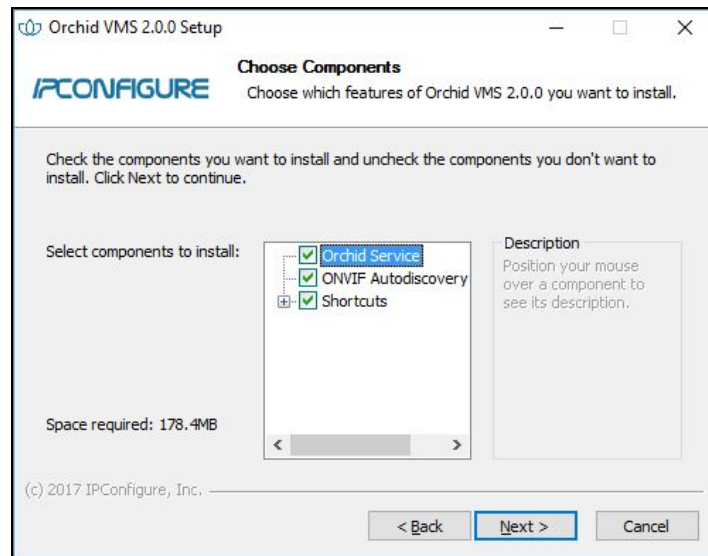 Orchid VMS 2.0.0 Setup
IPCONFIGURE
Choose Components
Choose which features of Orchid VMS 2.0.0 you want to install.
Check the components you want to install and uncheck the components you don't want to
install. Click Next to continue.
Select components to install:
Orchid Service
ONVIF Autodiscovery
Shortcuts
Description
Position your mouse
over a component to
see its description.
Space required: 178.4MB
(c) 2017 IPConfigure, Inc.
< Back
Next >
Cancel